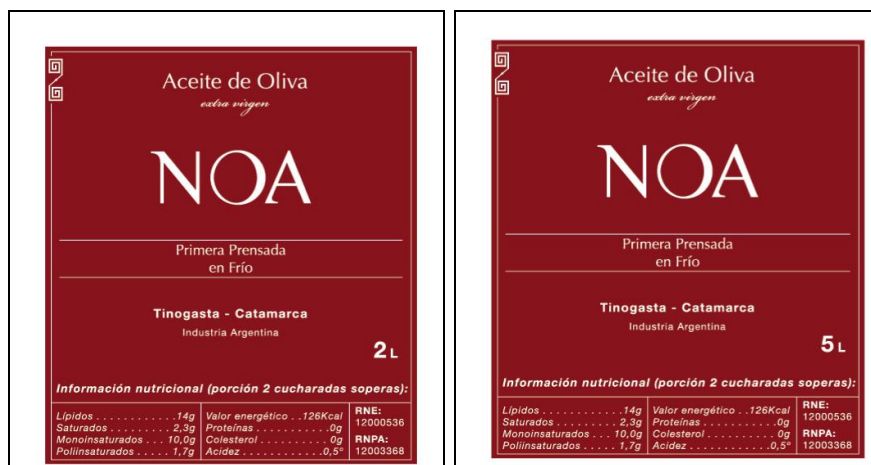 Aceite de Oliva
extra virgen
NOA
Primera Prensada
en Frío
Tinogasta - Catamarca
Industria Argentina
2 L
Información nutricional (porción 2 cucharadas soperas):
Lípidos . . . . . . . . . . .14g
Saturados . . . . . . . . 2,3g
Monoinsaturados . . . 10,0g
Poliinsaturados . . . . . 1,7g
Valor energético . .126Kcal
Proteínas . . . . . . . . . .0g
Colesterol . . . . . . . . . 0g
Acidez . . . . . . . . . . .0,5º
RNE:
12000536
RNPA:
12003368
Aceite de Oliva
extra virgen
NOA
Primera Prensada
en Frío
Tinogasta - Catamarca
Industria Argentina
5 L
Información nutricional (porción 2 cucharadas soperas):
Lípidos . . . . . . . . . . .14g
Saturados . . . . . . . . 2,3g
Monoinsaturados . . . 10,0g
Poliinsaturados . . . . . 1,7g
Valor energético . .126Kcal
Proteínas . . . . . . . . . .0g
Colesterol . . . . . . . . . 0g
Acidez . . . . . . . . . . .0,5º
RNE:
12000536
RNPA:
12003368